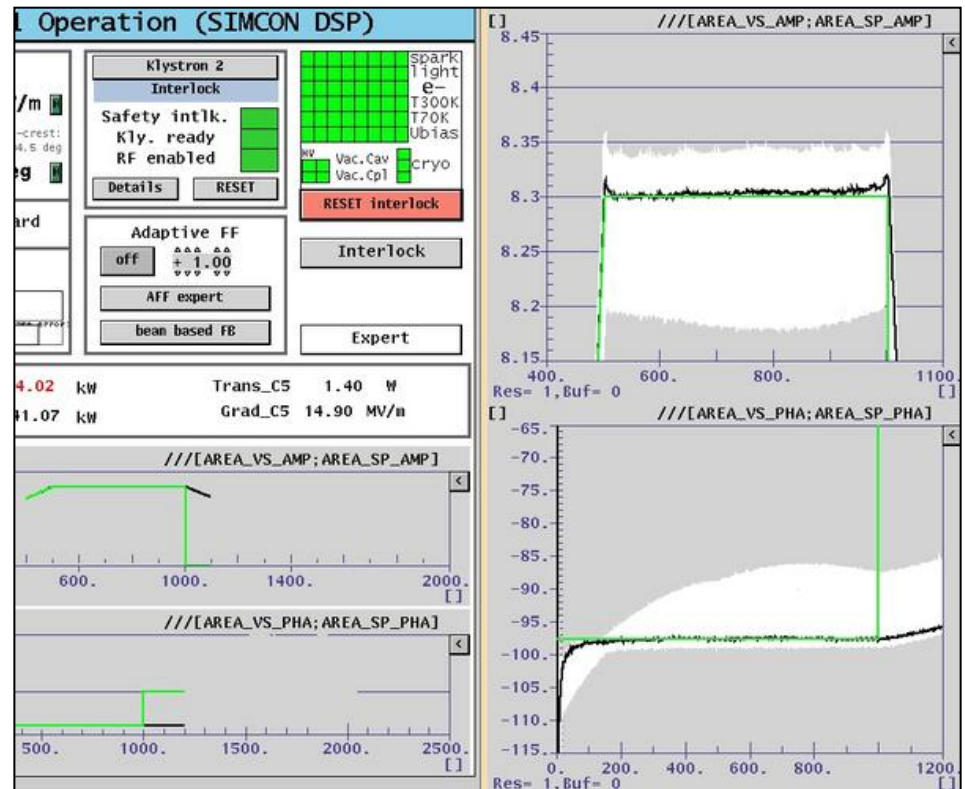 l Operation (SIMCON DSP)
/m
-crest:
4.5 deg
eg
ard
Klystron 2
Interlock
Safety intlk.
Kly. ready
RF enabled
Details RESET
spark
light
e-
T300K
T70K
Ubias
HV
Vac.Cav
Vac.Cpl
cryo
RESET interlock
Interlock
Expert
Adaptive FF
off + 1.00
AFF expert
beam based FB
4.02 kW Trans_C5 1.40 W
41.07 kW Grad_C5 14.90 MV/m
///[AREA_VS_AMP;AREA_SP_AMP]
<
600. 1000. 1400. 2000.
[]
///[AREA_VS_PHA;AREA_SP_PHA]
<
500. 1000. 1500. 2000. 2500.
[]
[] ///[AREA_VS_AMP;AREA_SP_AMP]
<
8.45
8.4
8.35
8.3
8.25
8.2
8.15
400. 600. 800. 1100.
Res= 1,Buf= 0 []
[] ///[AREA_VS_PHA;AREA_SP_PHA]
<
-65.
-70.
-75.
-80.
-85.
-90.
-95.
-100.
-105.
-110.
-115.
0. 200. 400. 600. 800. 1200.
Res= 1,Buf= 0 []